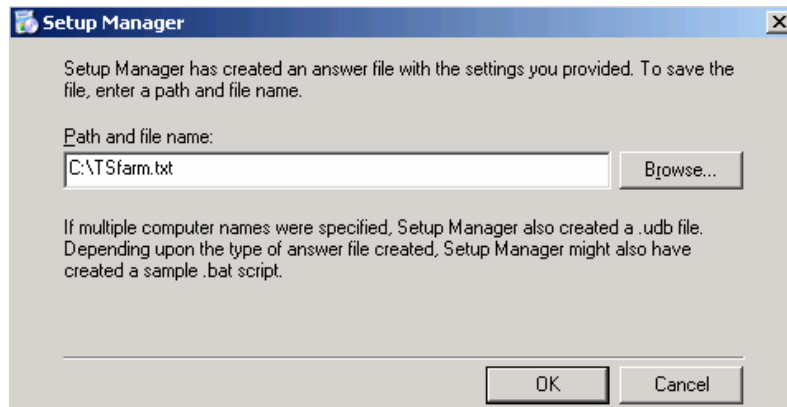 Setup Manager
Setup Manager has created an answer file with the settings you provided. To save the
file, enter a path and file name.
Path and file name:
C:\TSfarm.txt
Browse...
If multiple computer names were specified, Setup Manager also created a .udb file.
Depending upon the type of answer file created, Setup Manager might also have
created a sample .bat script.
OK
Cancel